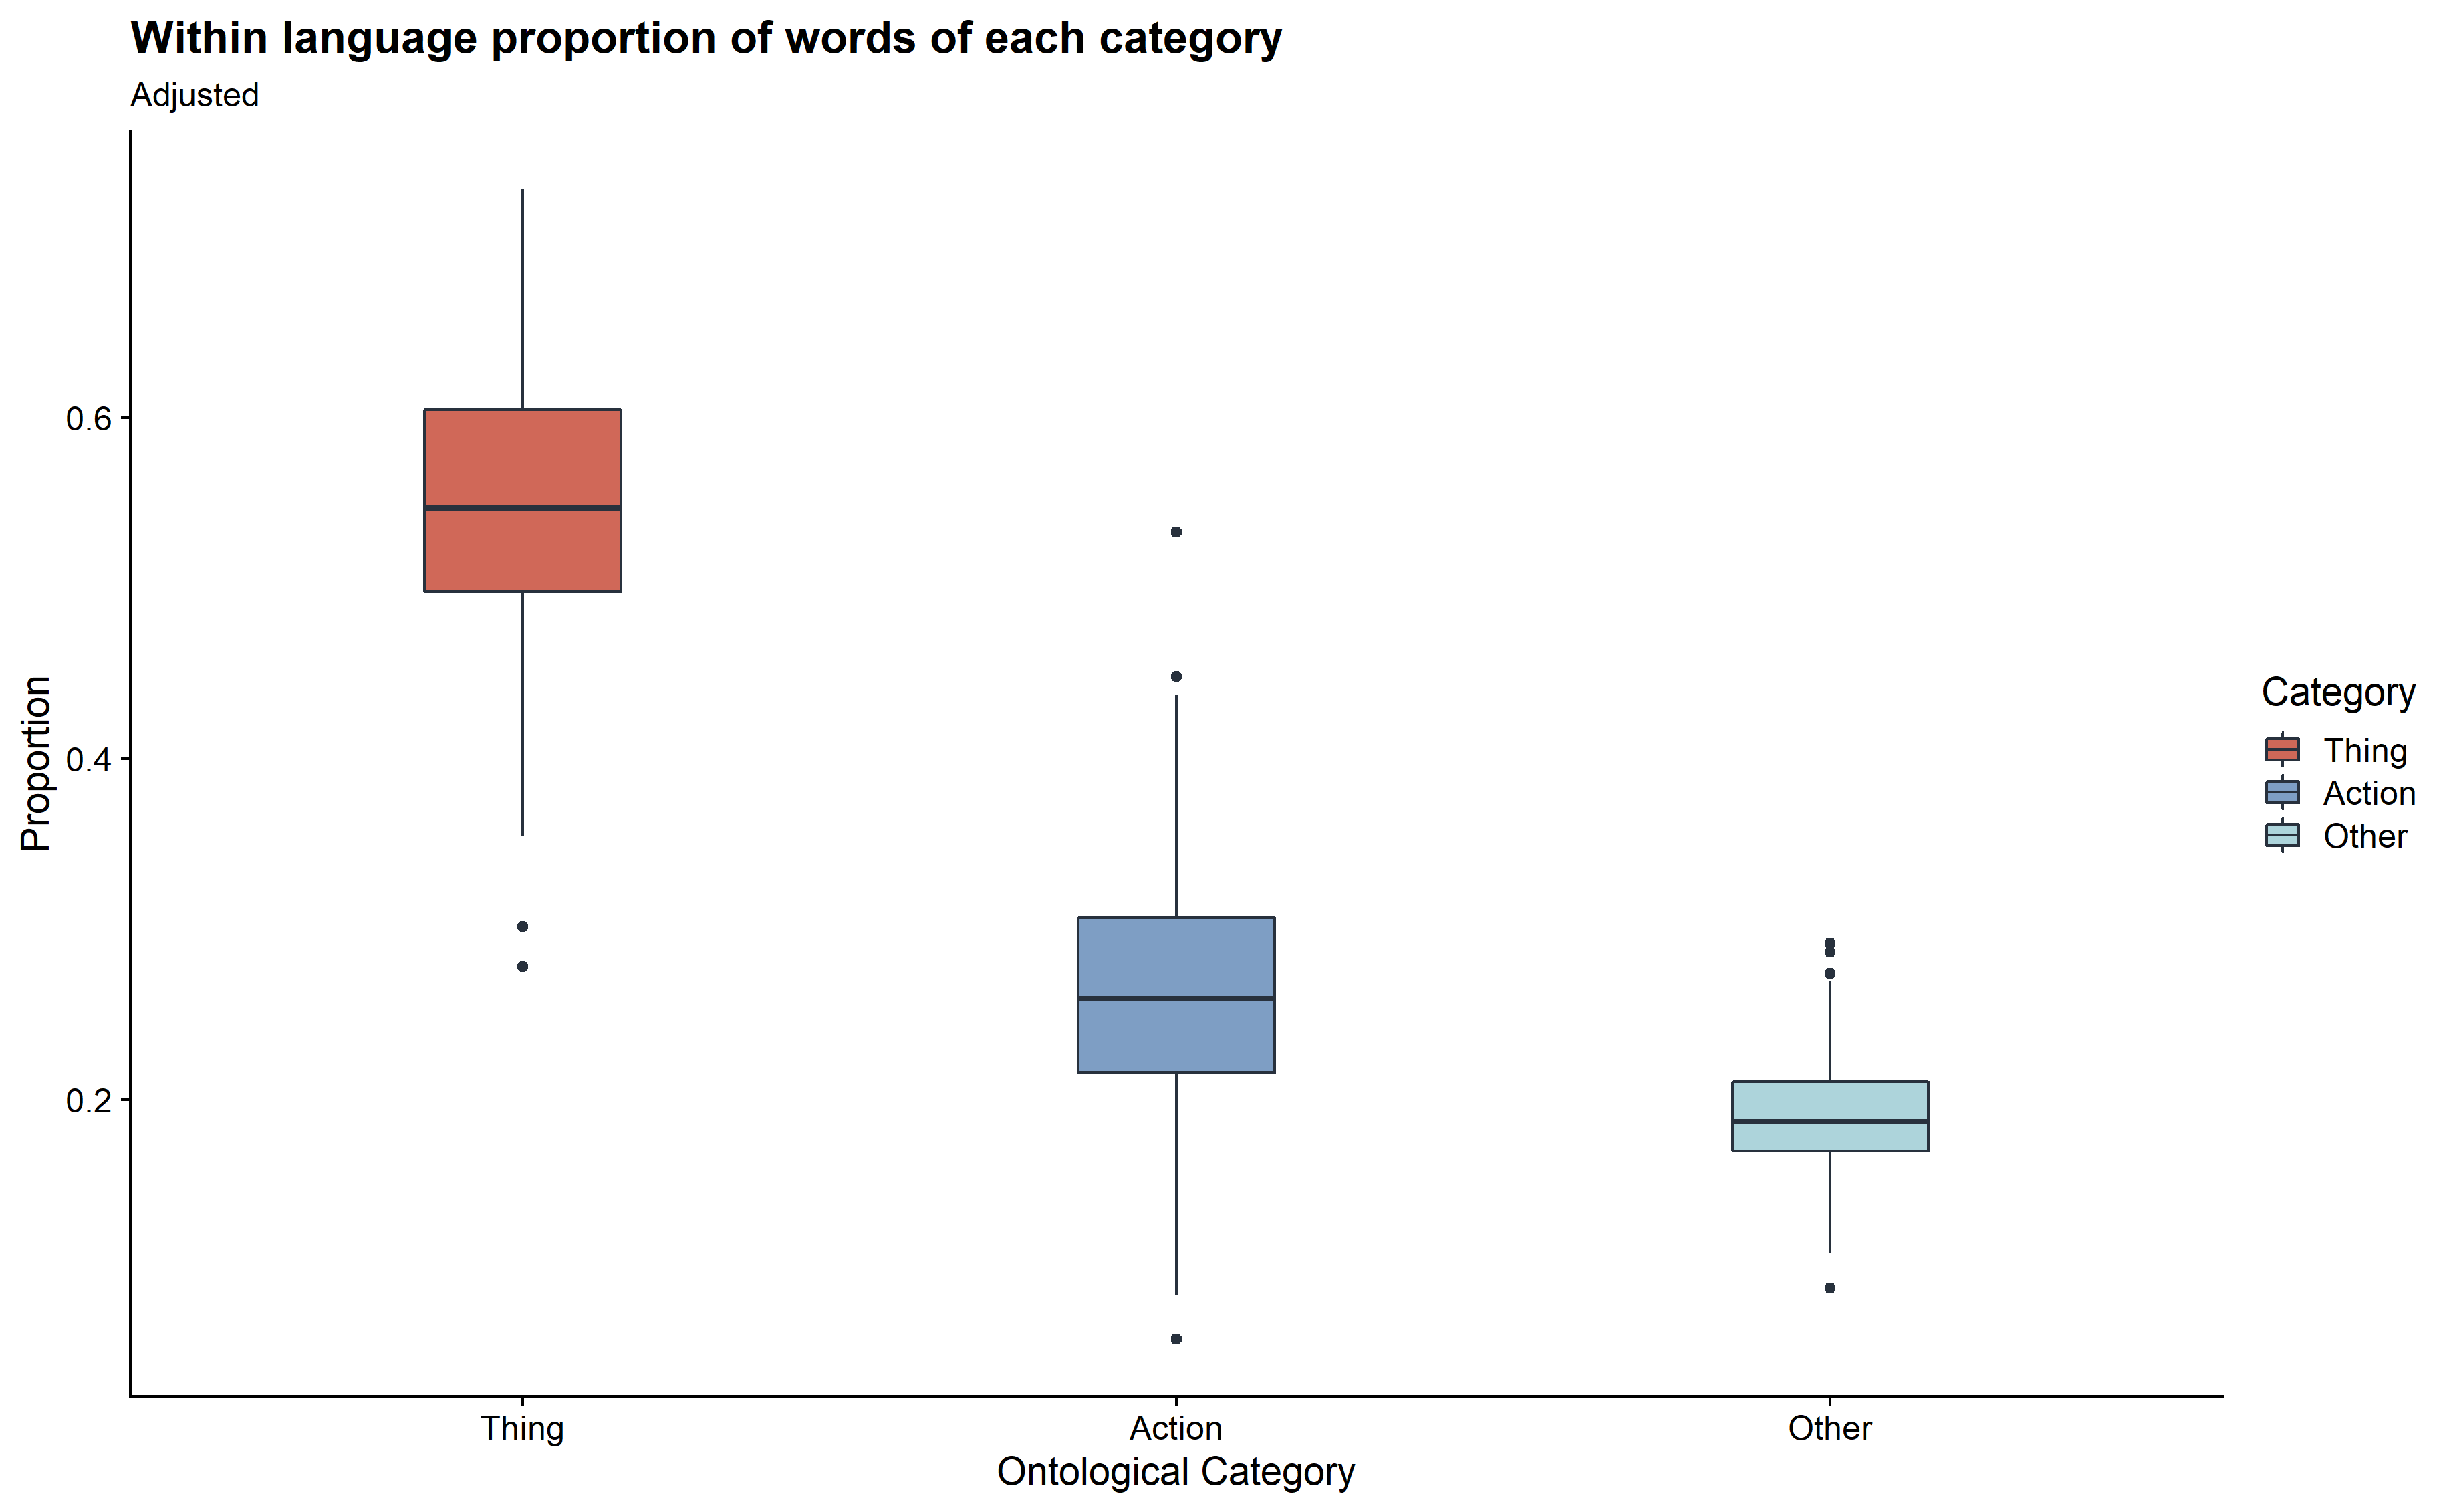 Within language proportion of words of each category
Adjusted
Proportion
0.6
0.4
0.2
Thing
Action
Other
Ontological Category
Category
Thing
Action
Other